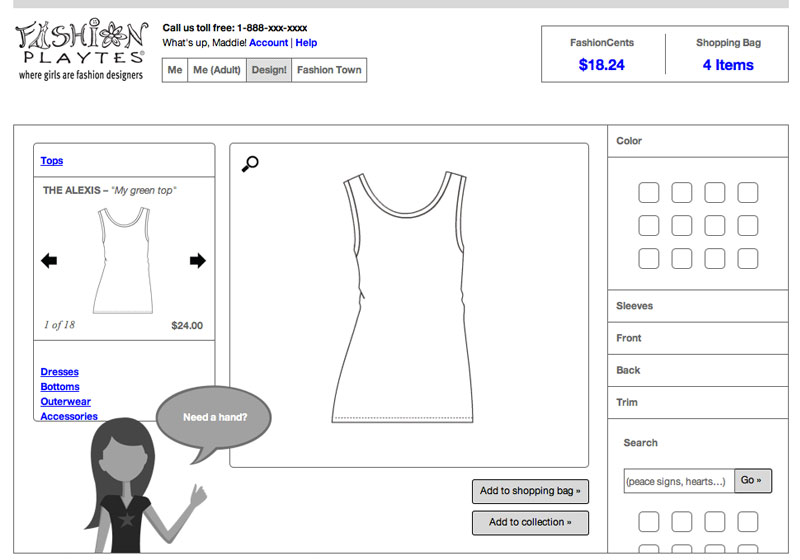 FASHION
PLAYTES®
where girls are fashion designers
Call us toll free: 1-888-xxx-xxxx
What's up, Maddie! Account | Help
Me
Me (Adult)
Design!
Fashion Town
FashionCents
$18.24
Shopping Bag
4 Items
Tops
THE ALEXIS – "My green top"
1 of 18
$24.00
Dresses
Bottoms
Outerwear
Accessories
Need a hand?
Add to shopping bag »
Add to collection »
Color
Sleeves
Front
Back
Trim
Search
(peace signs, hearts...)
Go »